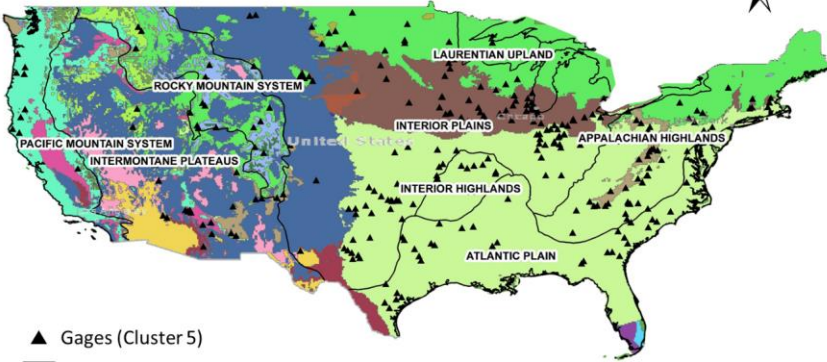 LAURENTIAN UPLAND
ROCKY MOUNTAIN SYSTEM
INTERIOR PLAINS
United States
APPALACHIAN HIGHLANDS
PACIFIC MOUNTAIN SYSTEM
INTERMONTANE PLATEAUS
INTERIOR HIGHLANDS
ATLANTIC PLAIN
Gages (Cluster 5)